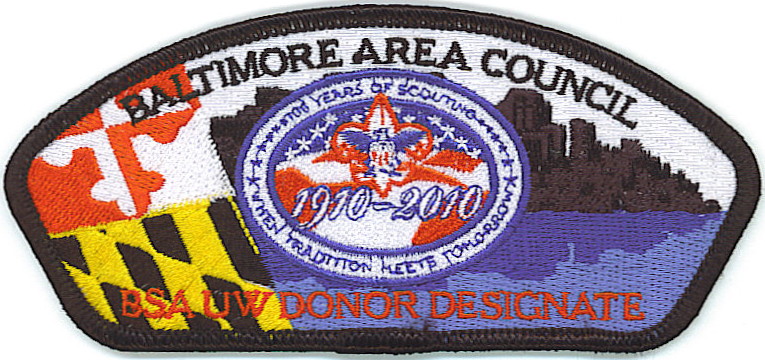 BALTIMORE AREA COUNCIL
100 YEARS OF SCOUTING
1910-2010
WHEN TRADITION MEETS TOMORROW
BSA UW DONOR DESIGNATE